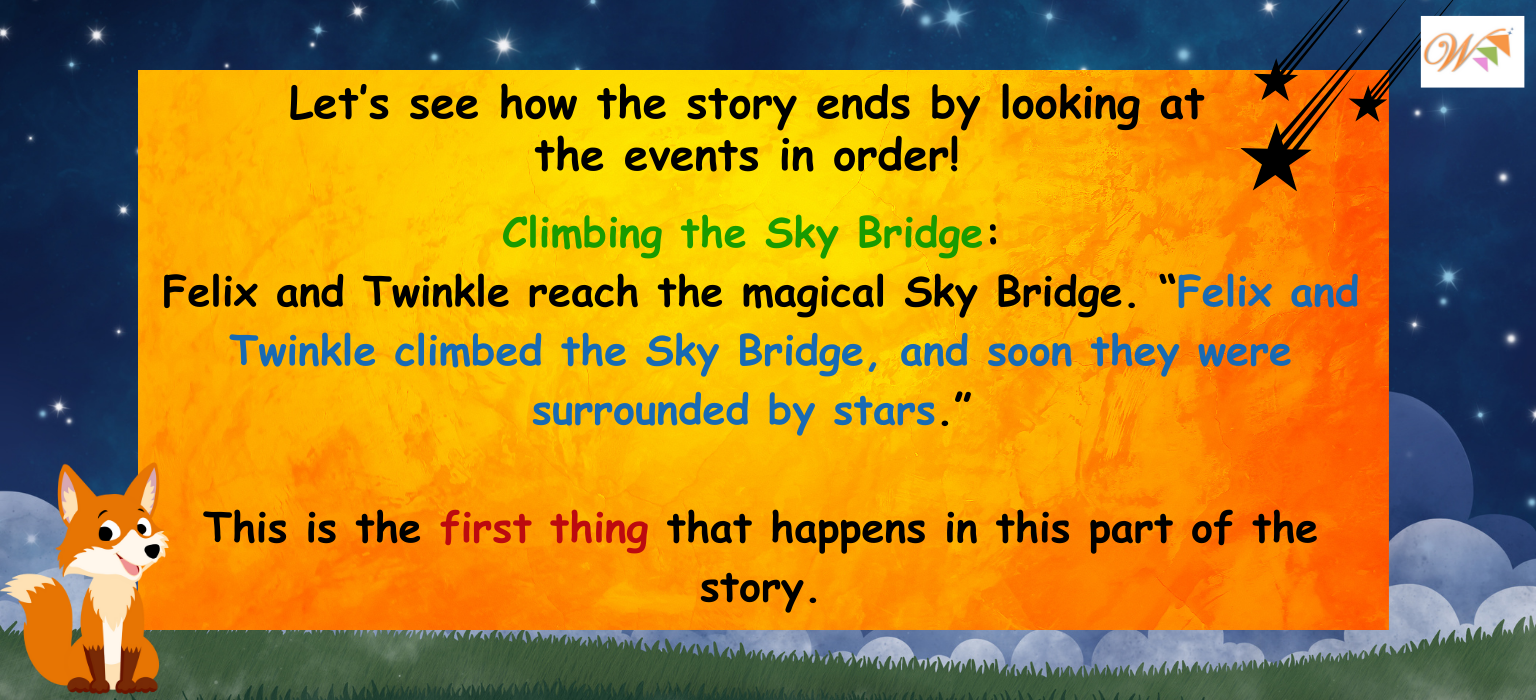 Let's see how the story ends by looking at
the events in order!
Climbing the Sky Bridge:
Felix and Twinkle reach the magical Sky Bridge. “Felix and
Twinkle climbed the Sky Bridge, and soon they were
surrounded by stars.”
This is the first thing that happens in this part of the
story.
W